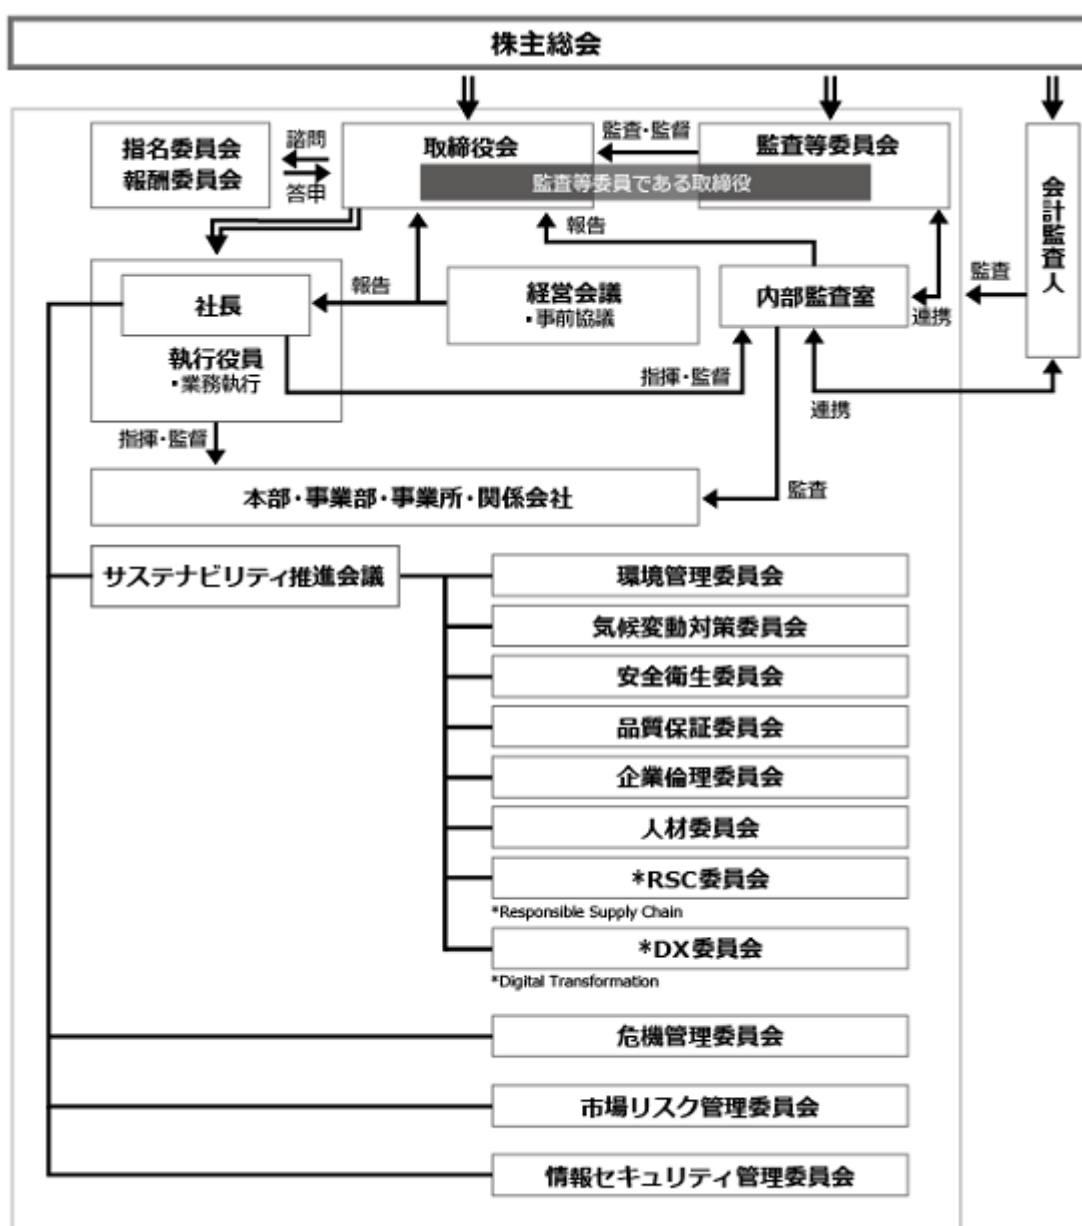 株主総会
指名委員会
報酬委員会
諮問
答申
取締役会
監査・監督
監査等委員会
監査等委員である取締役
会計監査人
報告
報告
社長
執行役員
・業務執行
経営会議
・事前協議
内部監査室
連携
監査
指揮・監督
連携
指揮・監督
本部・事業部・事業所・関係会社
監査
サステナビリティ推進会議
環境管理委員会
気候変動対策委員会
安全衛生委員会
品質保証委員会
企業倫理委員会
人材委員会
*RSC委員会
*Responsible Supply Chain
*DX委員会
*Digital Transformation
危機管理委員会
市場リスク管理委員会
情報セキュリティ管理委員会